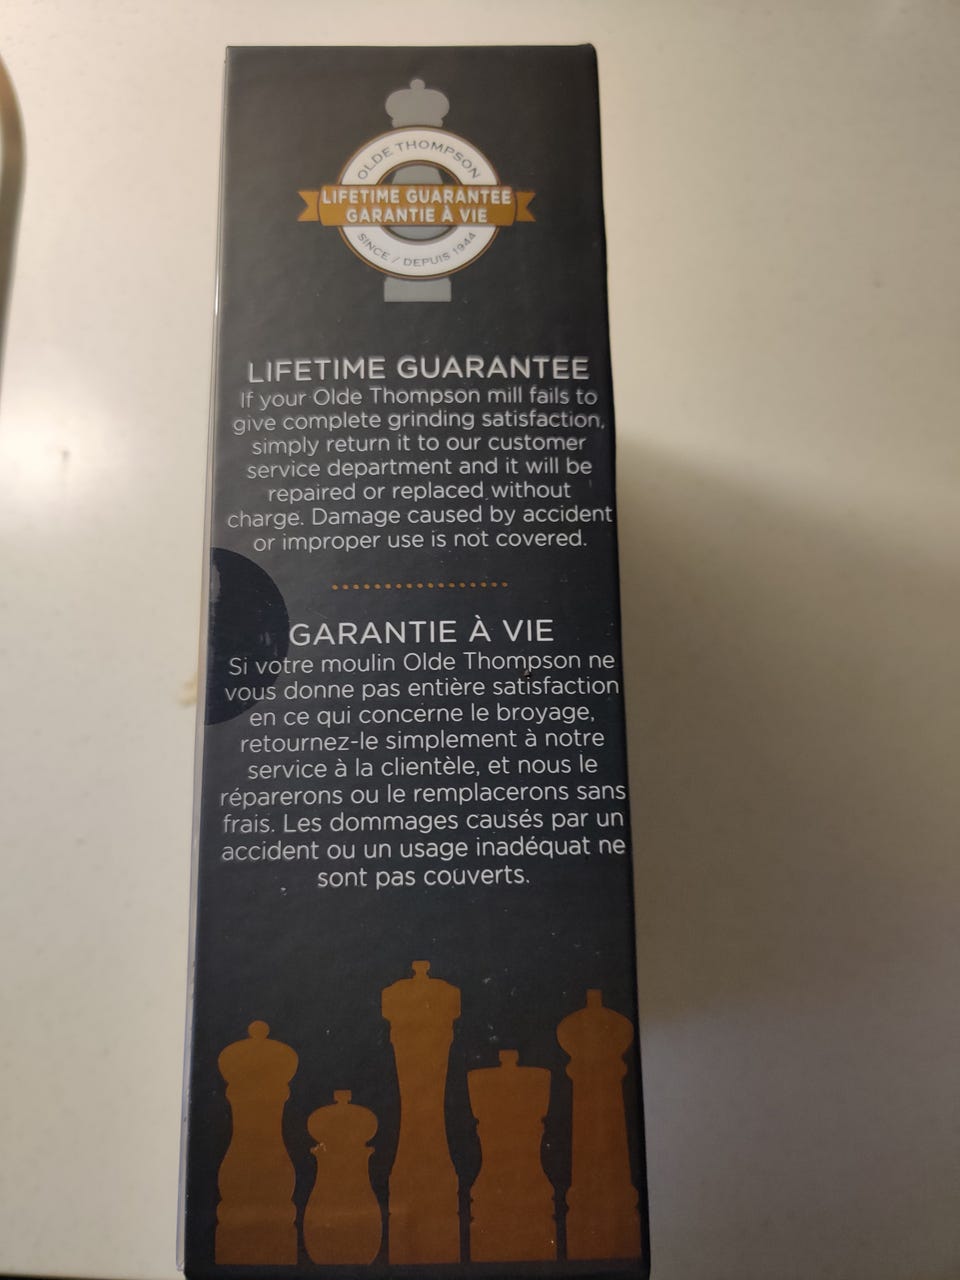 OLDE THOMPSON
LIFETIME GUARANTEE
GARANTIE À VIE
SINCE / DEPUIS 1944
LIFETIME GUARANTEE
If your Olde Thompson mill fails to
give complete grinding satisfaction,
simply return it to our customer
service department and it will be
repaired or replaced without
charge. Damage caused by accident
or improper use is not covered.
GARANTIE À VIE
Si votre moulin Olde Thompson ne
vous donne pas entière satisfaction
en ce qui concerne le broyage,
retournez-le simplement à notre
service à la clientèle, et nous le
réparerons ou le remplacerons sans
frais. Les dommages causés par un
accident ou un usage inadéquat ne
sont pas couverts.